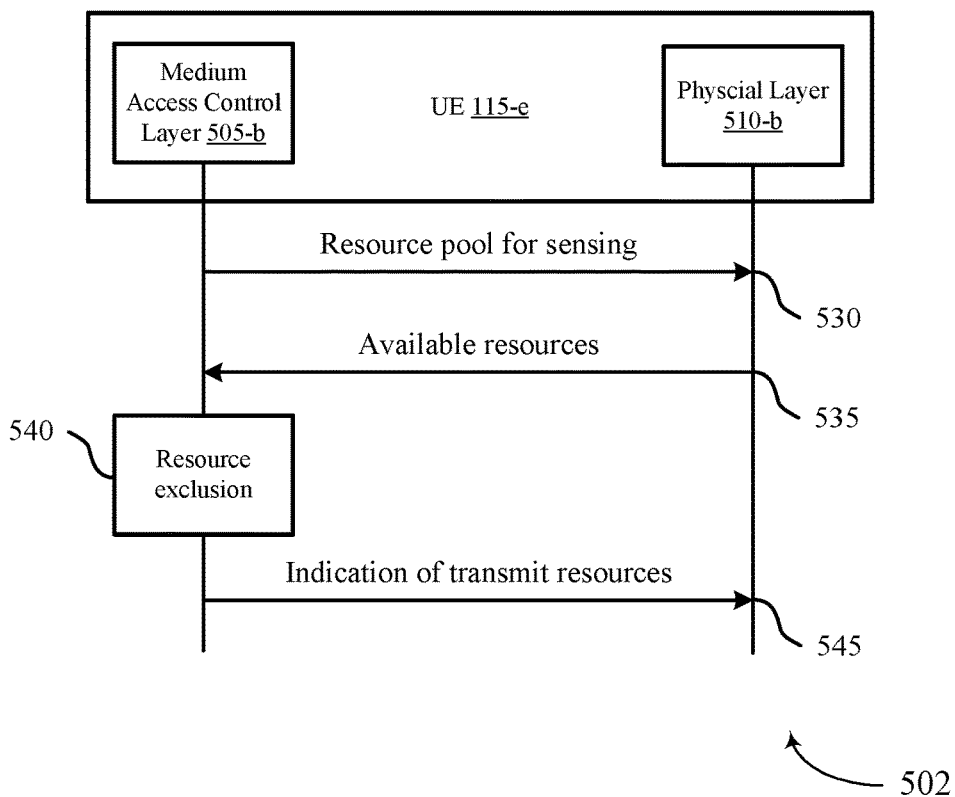 Medium
Access Control
Layer 505-b
UE 115-e
Physcial Layer
510-b
Resource pool for sensing
530
Available resources
535
540
Resource
exclusion
Indication of transmit resources
545
502